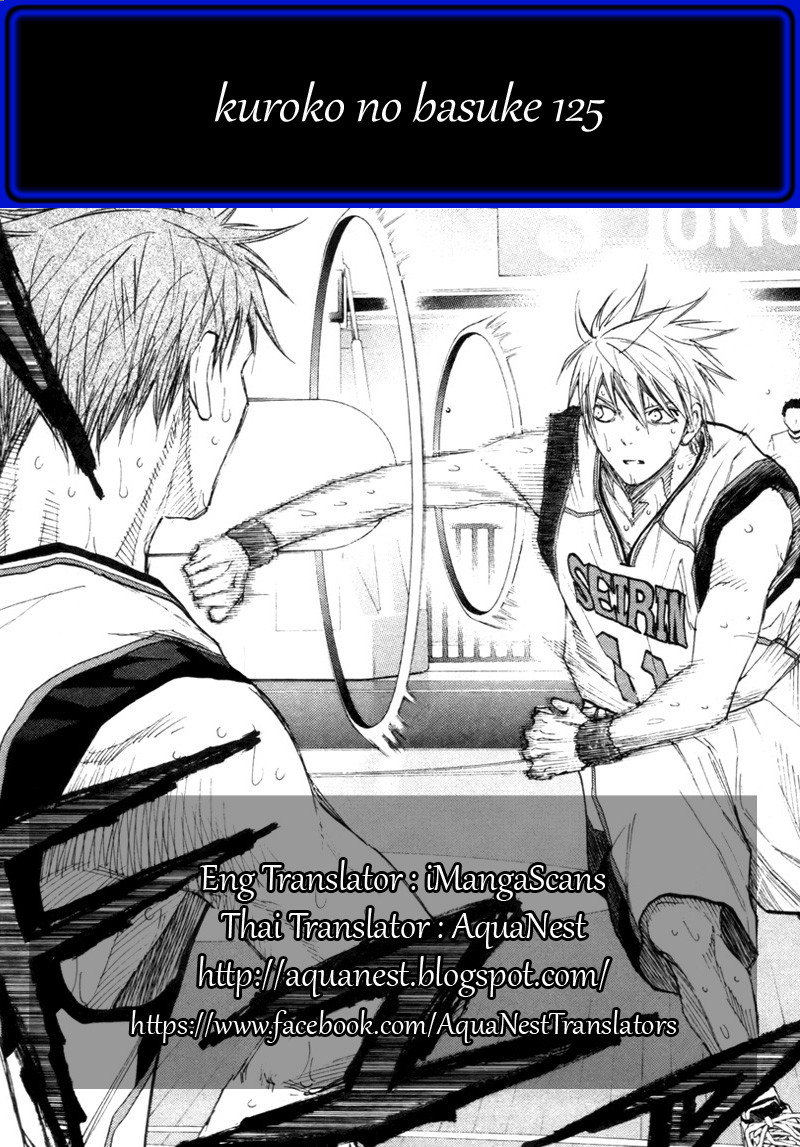 kuroko no basuke 125
SEIRIN
11
Eng Translator : iMangaScans
Thai Translator : AquaNest
http://aquanest.blogspot.com/
https://www.facebook.com/AquaNestTranslators